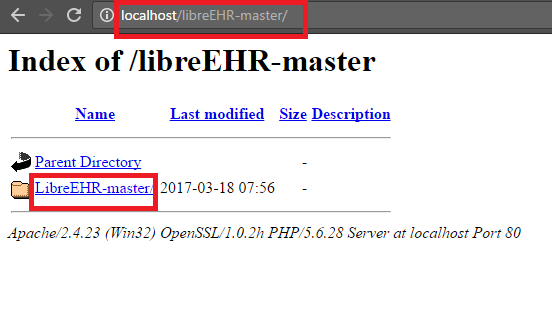 localhost/libreEHR-master/
Index of /libreEHR-master
Name Last modified Size Description
Parent Directory -
LibreEHR-master/ 2017-03-18 07:56 -
Apache/2.4.23 (Win32) OpenSSL/1.0.2h PHP/5.6.28 Server at localhost Port 80